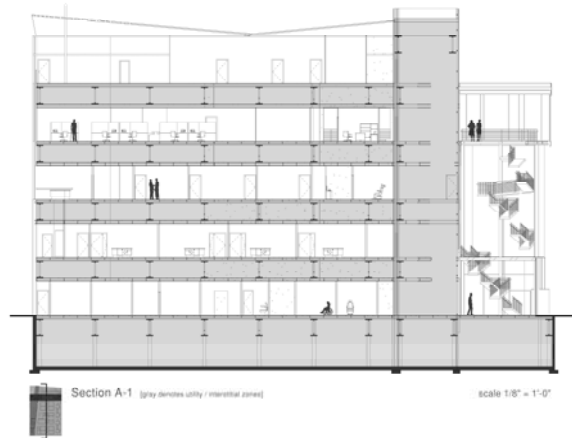 Section A-1 [gray denotes utility / interstitial zones]
scale 1/8" = 1'-0"